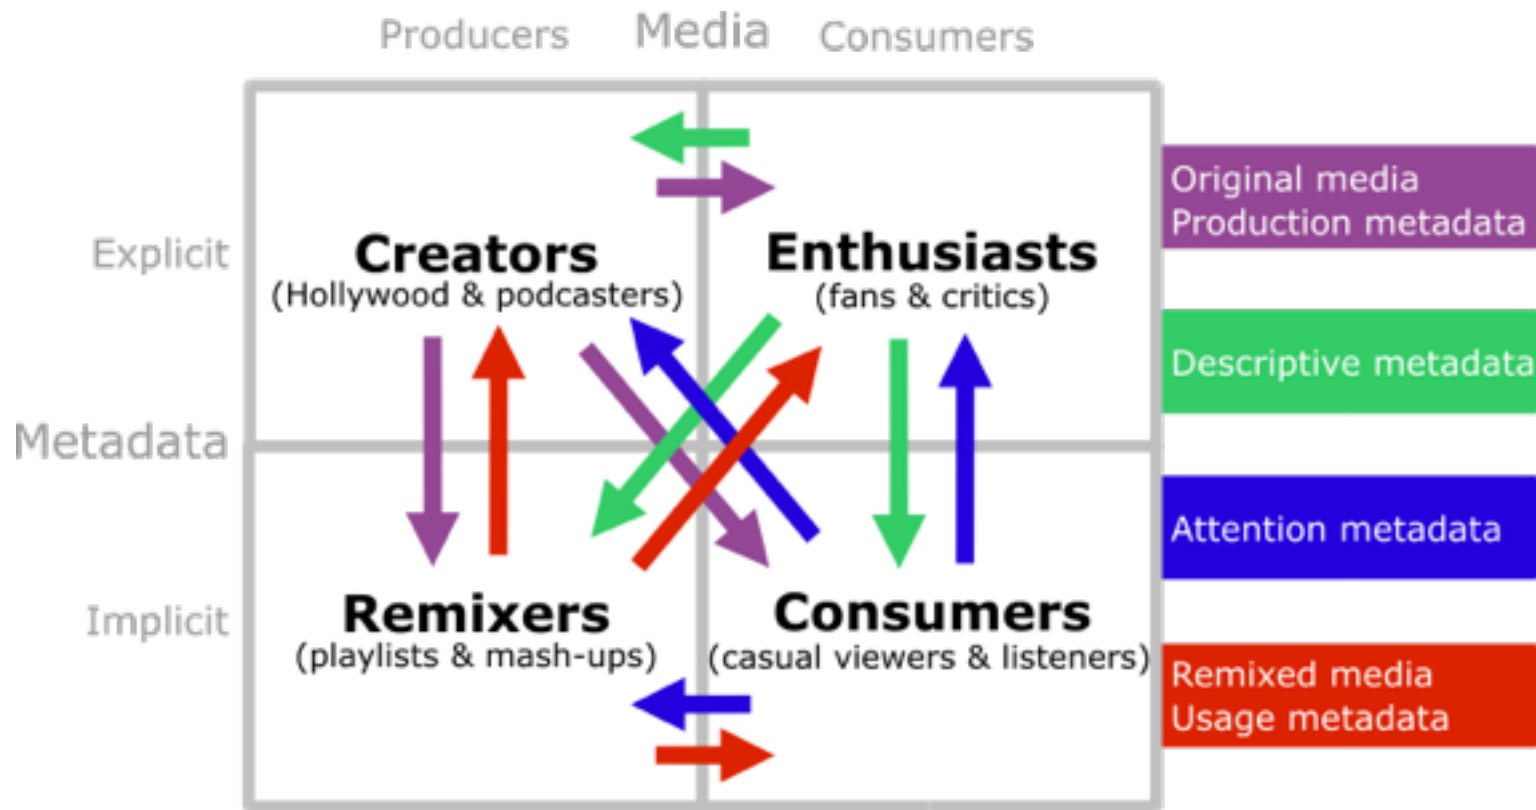 Producers Media Consumers
Explicit
Creators
(Hollywood & podcasters)
Enthusiasts
(fans & critics)
Metadata
Implicit
Remixers
(playlists & mash-ups)
Consumers
(casual viewers & listeners)
Original media
Production metadata
Descriptive metadata
Attention metadata
Remixed media
Usage metadata